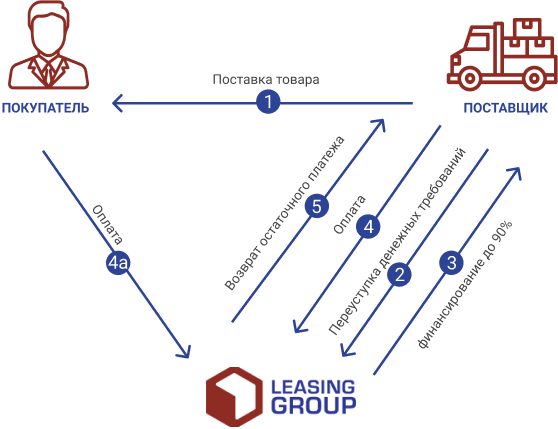 Поставка товара
ПОКУПАТЕЛЬ
1
ПОСТАВЩИК
Оплата
4а
Возврат остаточного платежа
5
Оплата
4
Переуступка денежных требований
2
3
финансирование до 90%
LEASING
GROUP